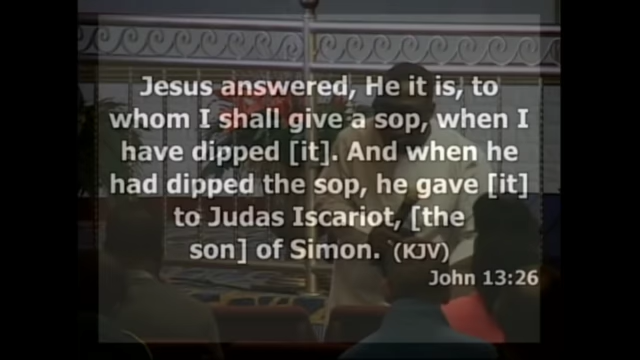 Jesus answered, He it is, to
whom I shall give a sop, when I
have dipped [it]. And when he
had dipped the sop, he gave [it]
to Judas Iscariot, [the
son] of Simon. (KJV)
John 13:26